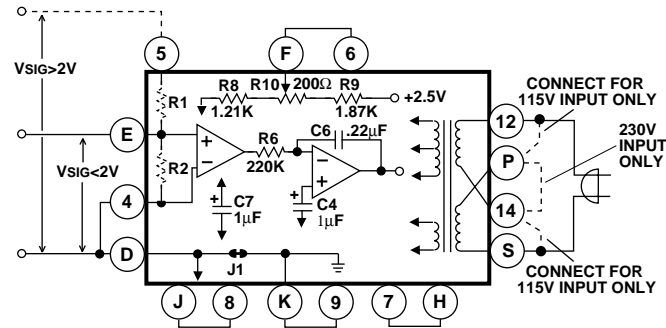 5
F
6
VSIG>2V
R1
R8
1.21K
R10
200Ω
R9
1.87K
+2.5V
CONNECT FOR
115V INPUT ONLY
E
+
−
R6
220K
C6
.22μF
−
+
12
P
230V
INPUT
ONLY
VSIG<2V
R2
4
+
C7
1μF
+
C4
1μF
14
D
J1
S
CONNECT FOR
115V INPUT ONLY
J
8
K
9
7
H